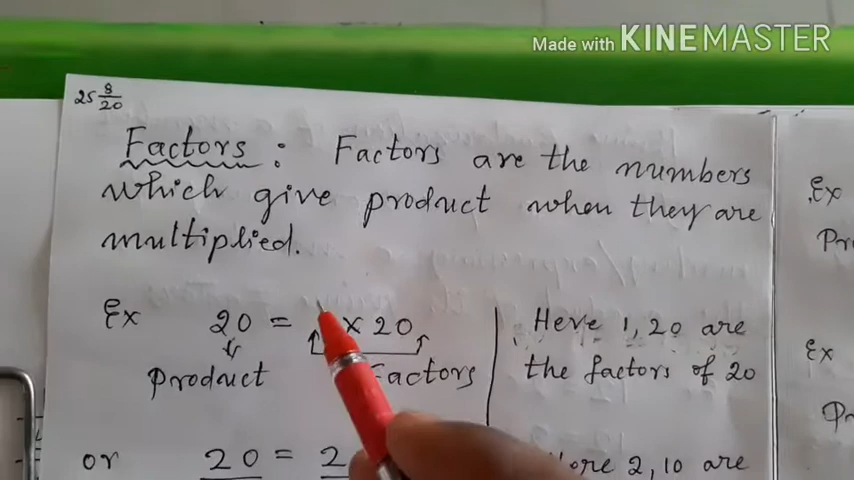 Made with KINEMASTER
25 8/20
Factors : Factors are the numbers
which give product when they are
multiplied.
Ex 20 = × 20
Product Factors
Here 1, 20 are
the factors of 20
or 20 = 2
Here 2, 10 are
Ex
Pr
Ex
Pr